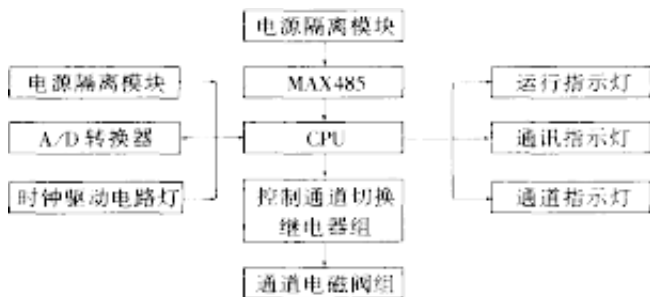 电源隔离模块
电源隔离模块
MAX485
运行指示灯
A/D转换器
CPU
通讯指示灯
时钟驱动电路灯
控制通道切换
继电器组
通道指示灯
通道电磁阀组